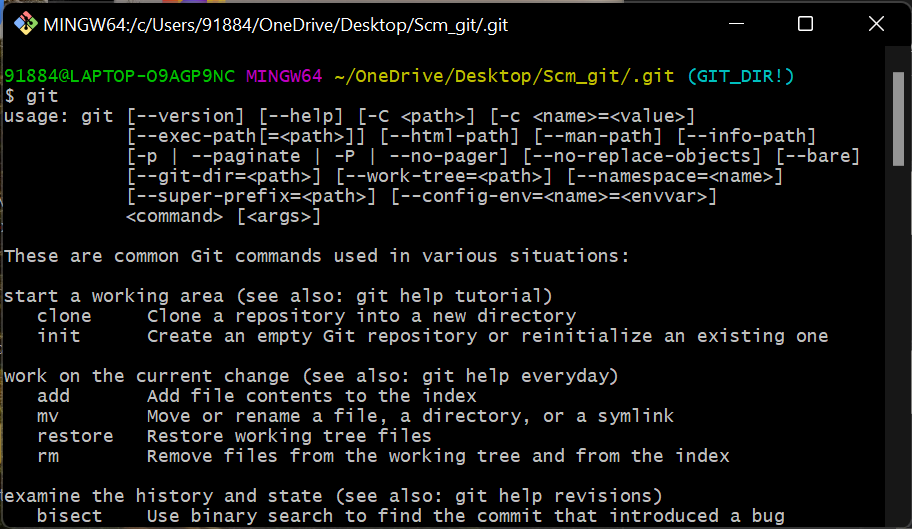 MINGW64:/c/Users/91884/OneDrive/Desktop/Scm_git/.git
91884@LAPTOP-O9AGP9NC MINGW64 ~/OneDrive/Desktop/Scm_git/.git (GIT_DIR!)
$ git
usage: git [--version] [--help] [-C <path>] [-c <name>=<value>]
           [--exec-path[=<path>]] [--html-path] [--man-path] [--info-path]
           [-p | --paginate | -P | --no-pager] [--no-replace-objects] [--bare]
           [--git-dir=<path>] [--work-tree=<path>] [--namespace=<name>]
           [--super-prefix=<path>] [--config-env=<name>=<envvar>]
           <command> [<args>]

These are common Git commands used in various situations:

start a working area (see also: git help tutorial)
   clone     Clone a repository into a new directory
   init      Create an empty Git repository or reinitialize an existing one

work on the current change (see also: git help everyday)
   add       Add file contents to the index
   mv        Move or rename a file, a directory, or a symlink
   restore   Restore working tree files
   rm        Remove files from the working tree and from the index

examine the history and state (see also: git help revisions)
   bisect    Use binary search to find the commit that introduced a bug